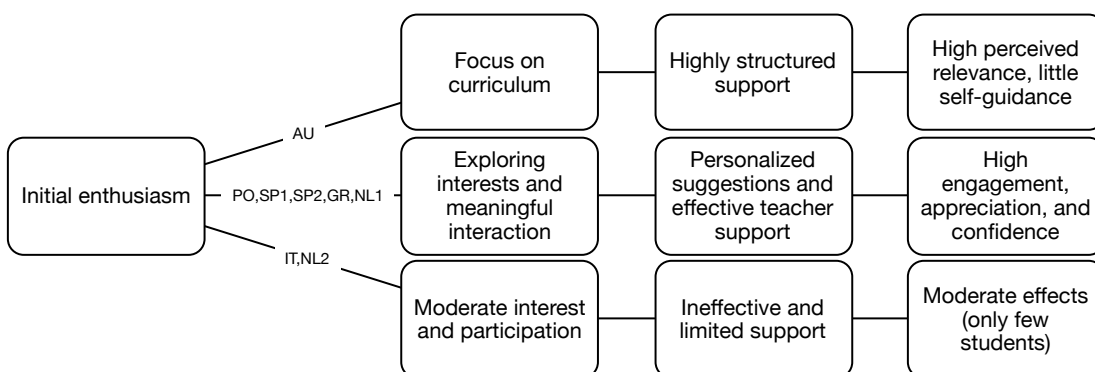 Focus on
curriculum
Highly structured
support
High perceived
relevance, little
self-guidance
AU
Initial enthusiasm
PO,SP1,SP2,GR,NL1
Exploring
interests and
meaningful
interaction
Personalized
suggestions and
effective teacher
support
High
engagement,
appreciation, and
confidence
IT,NL2
Moderate interest
and participation
Ineffective and
limited support
Moderate effects
(only few
students)